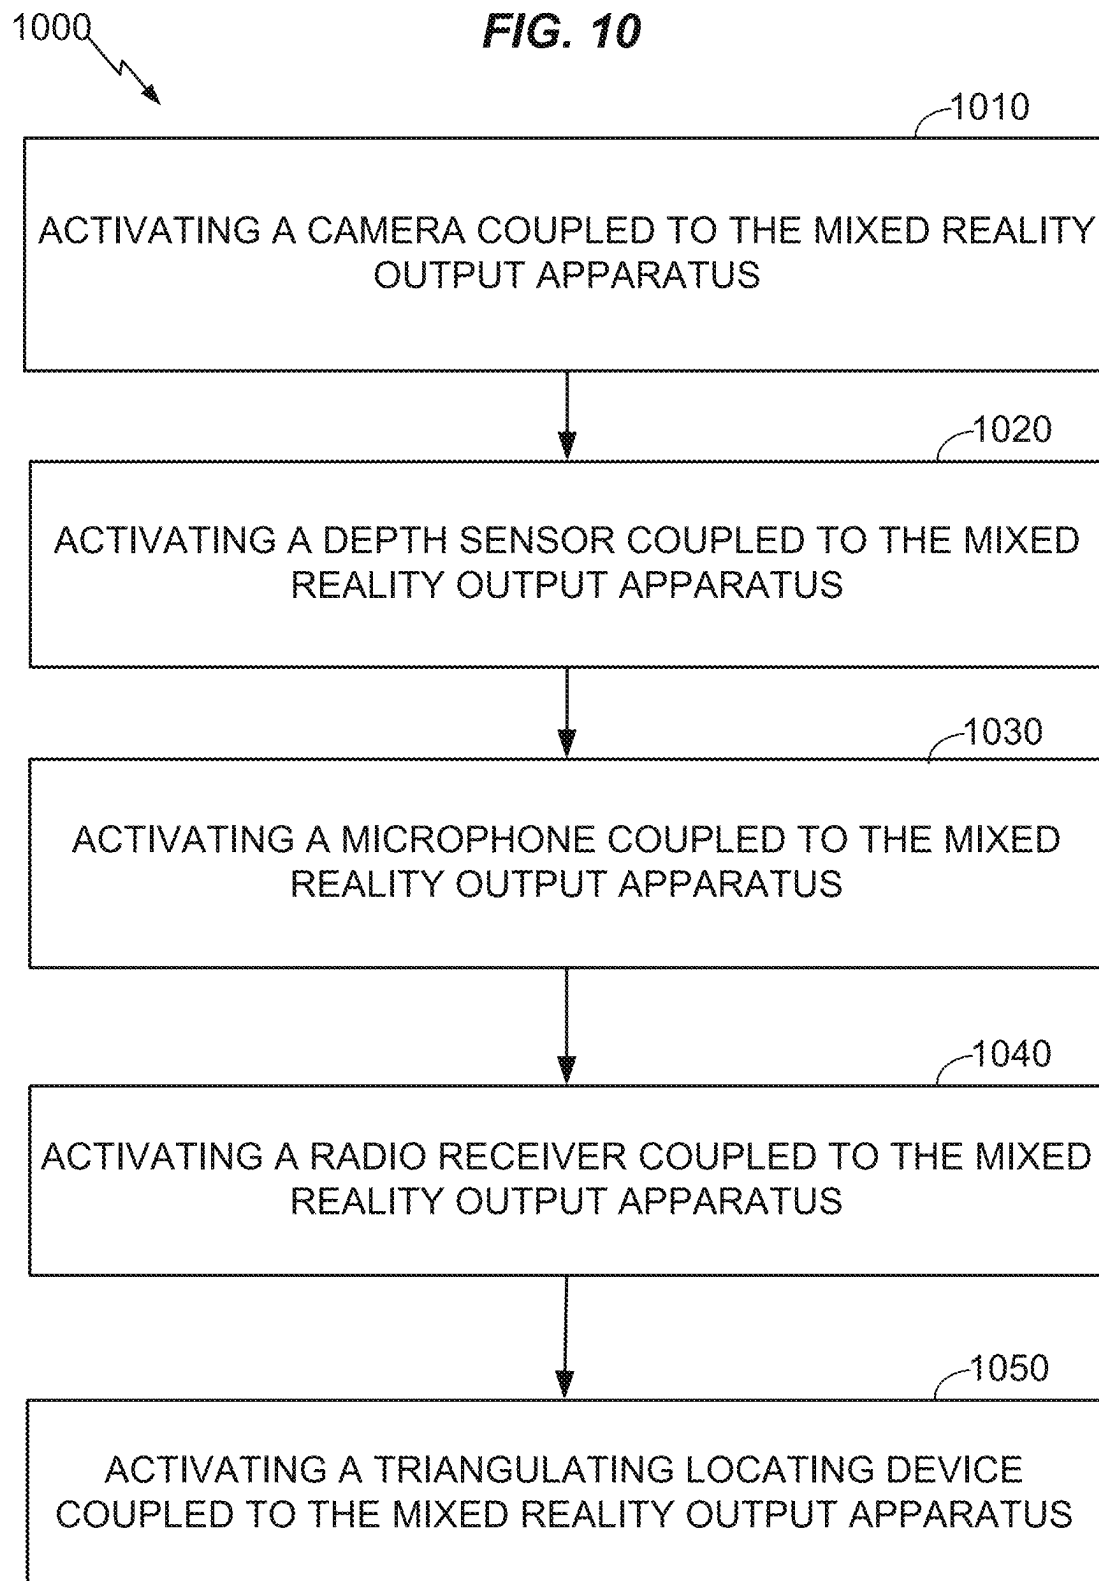 1000
FIG. 10
1010
ACTIVATING A CAMERA COUPLED TO THE MIXED REALITY
OUTPUT APPARATUS
1020
ACTIVATING A DEPTH SENSOR COUPLED TO THE MIXED
REALITY OUTPUT APPARATUS
1030
ACTIVATING A MICROPHONE COUPLED TO THE MIXED
REALITY OUTPUT APPARATUS
1040
ACTIVATING A RADIO RECEIVER COUPLED TO THE MIXED
REALITY OUTPUT APPARATUS
1050
ACTIVATING A TRIANGULATING LOCATING DEVICE
COUPLED TO THE MIXED REALITY OUTPUT APPARATUS